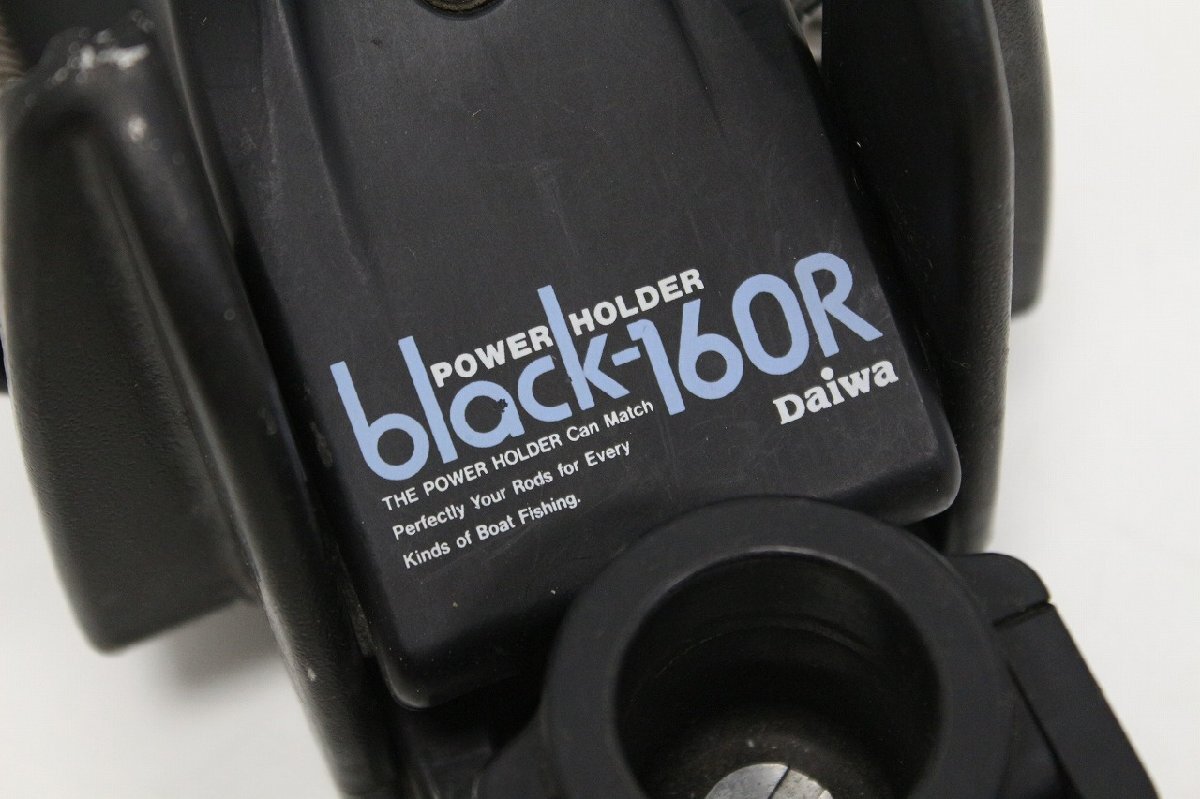 POWER HOLDER
black-160R
Daiwa
THE POWER HOLDER Can Match
Perfectly Your Rods for Every
Kinds of Boat Fishing.